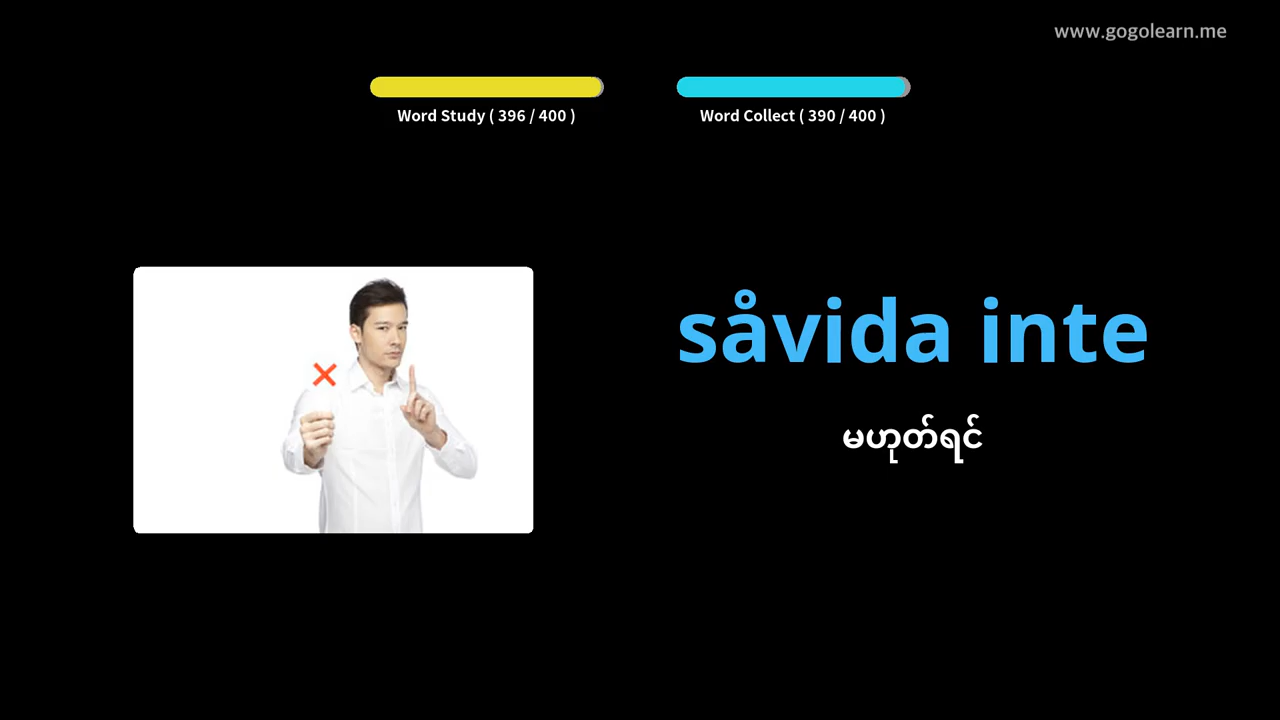 www.gogolearn.me
Word Study ( 396 / 400 )
Word Collect ( 390 / 400 )
såvida inte
မဟုတ်ရင်